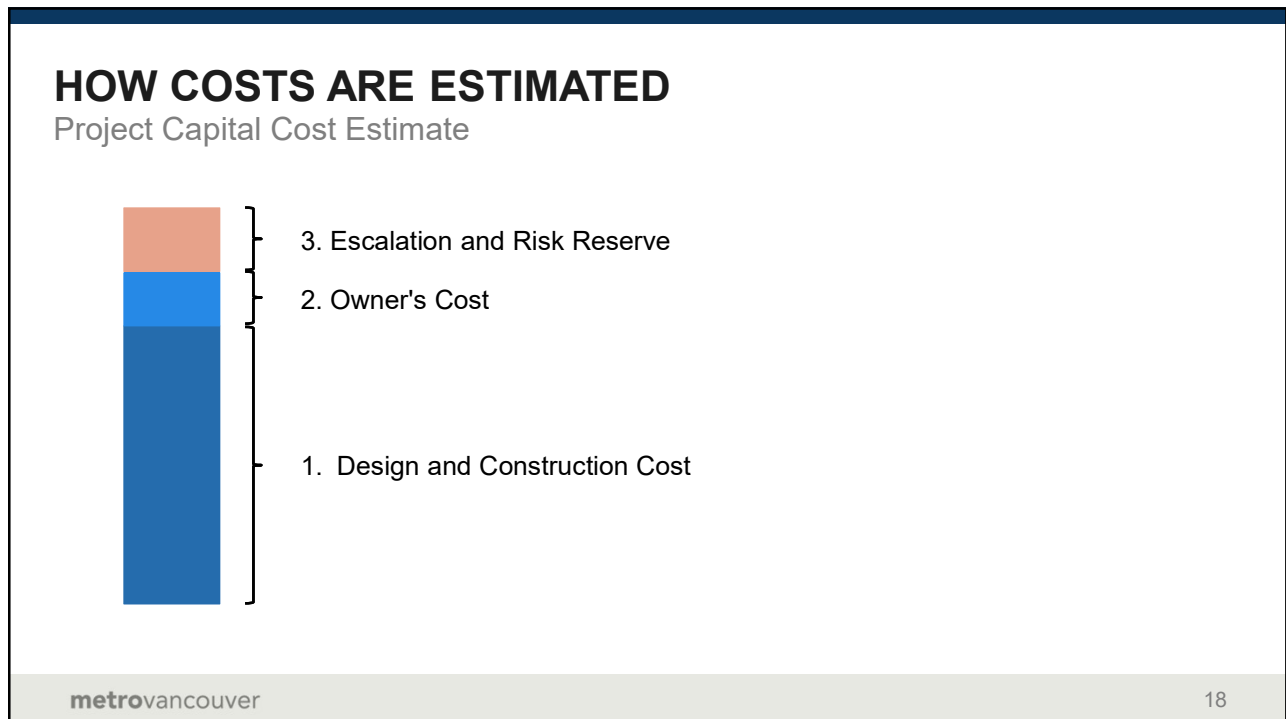 HOW COSTS ARE ESTIMATED
Project Capital Cost Estimate
3. Escalation and Risk Reserve
2. Owner's Cost
1. Design and Construction Cost
metrovancouver
18